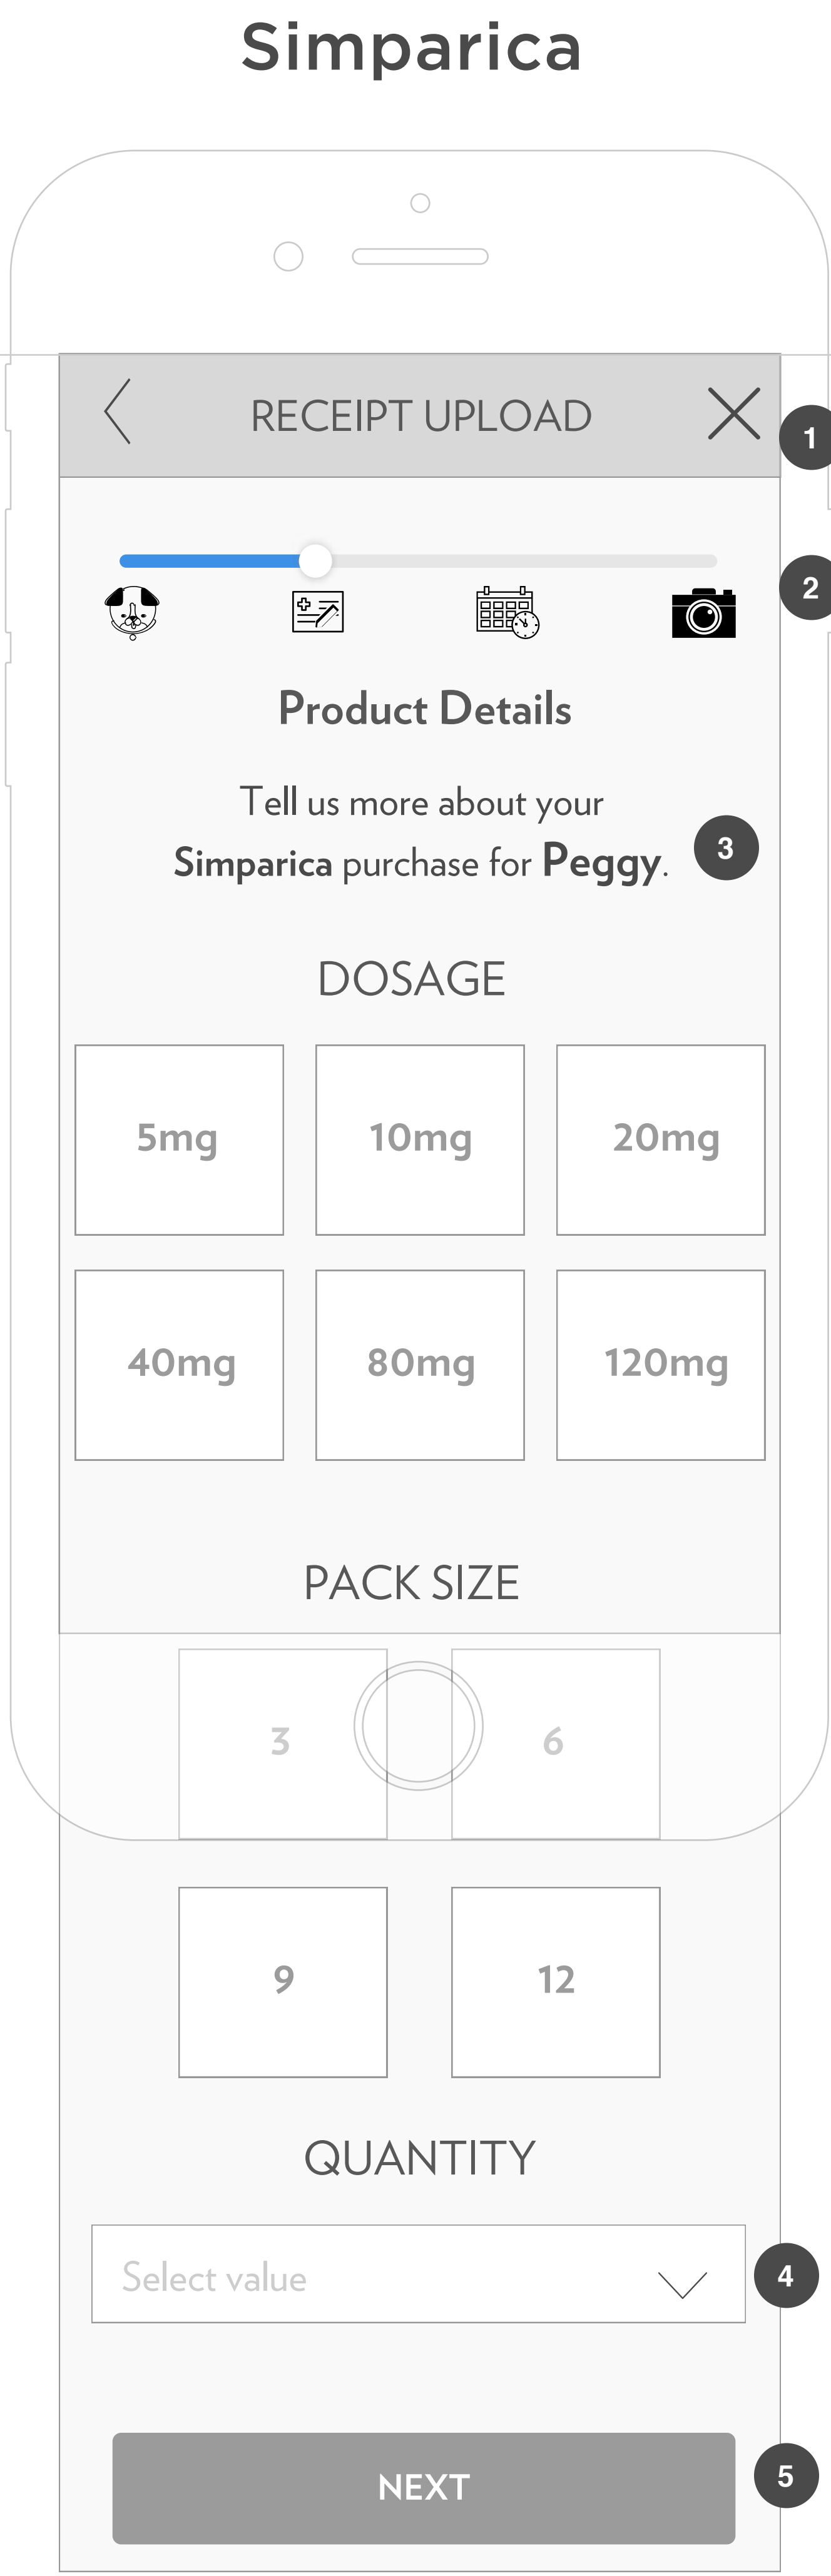 Simparica
RECEIPT UPLOAD
1
2
Product Details
Tell us more about your
Simparica purchase for Peggy.
3
DOSAGE
5mg 10mg 20mg
40mg 80mg 120mg
PACK SIZE
3 6
9 12
QUANTITY
Select value
4
NEXT
5